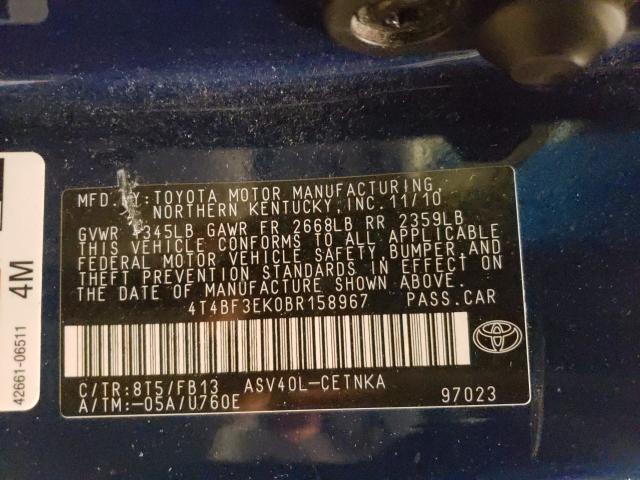 MFD. BY: TOYOTA MOTOR MANUFACTURING,
NORTHERN KENTUCKY, INC. 11/10
GVWR 345LB GAWR FR 2668LB RR 2359LB
THIS VEHICLE CONFORMS TO ALL APPLICABLE
FEDERAL MOTOR VEHICLE SAFETY, BUMPER, AND
THEFT PREVENTION STANDARDS IN EFFECT ON
THE DATE OF MANUFACTURE SHOWN ABOVE.
4T4BF3EK0BR158967 PASS.CAR
C/TR:8T5/FB13 ASV40L-CETNKA
A/TM:-05A/U760E 97023
42661-06511
4M